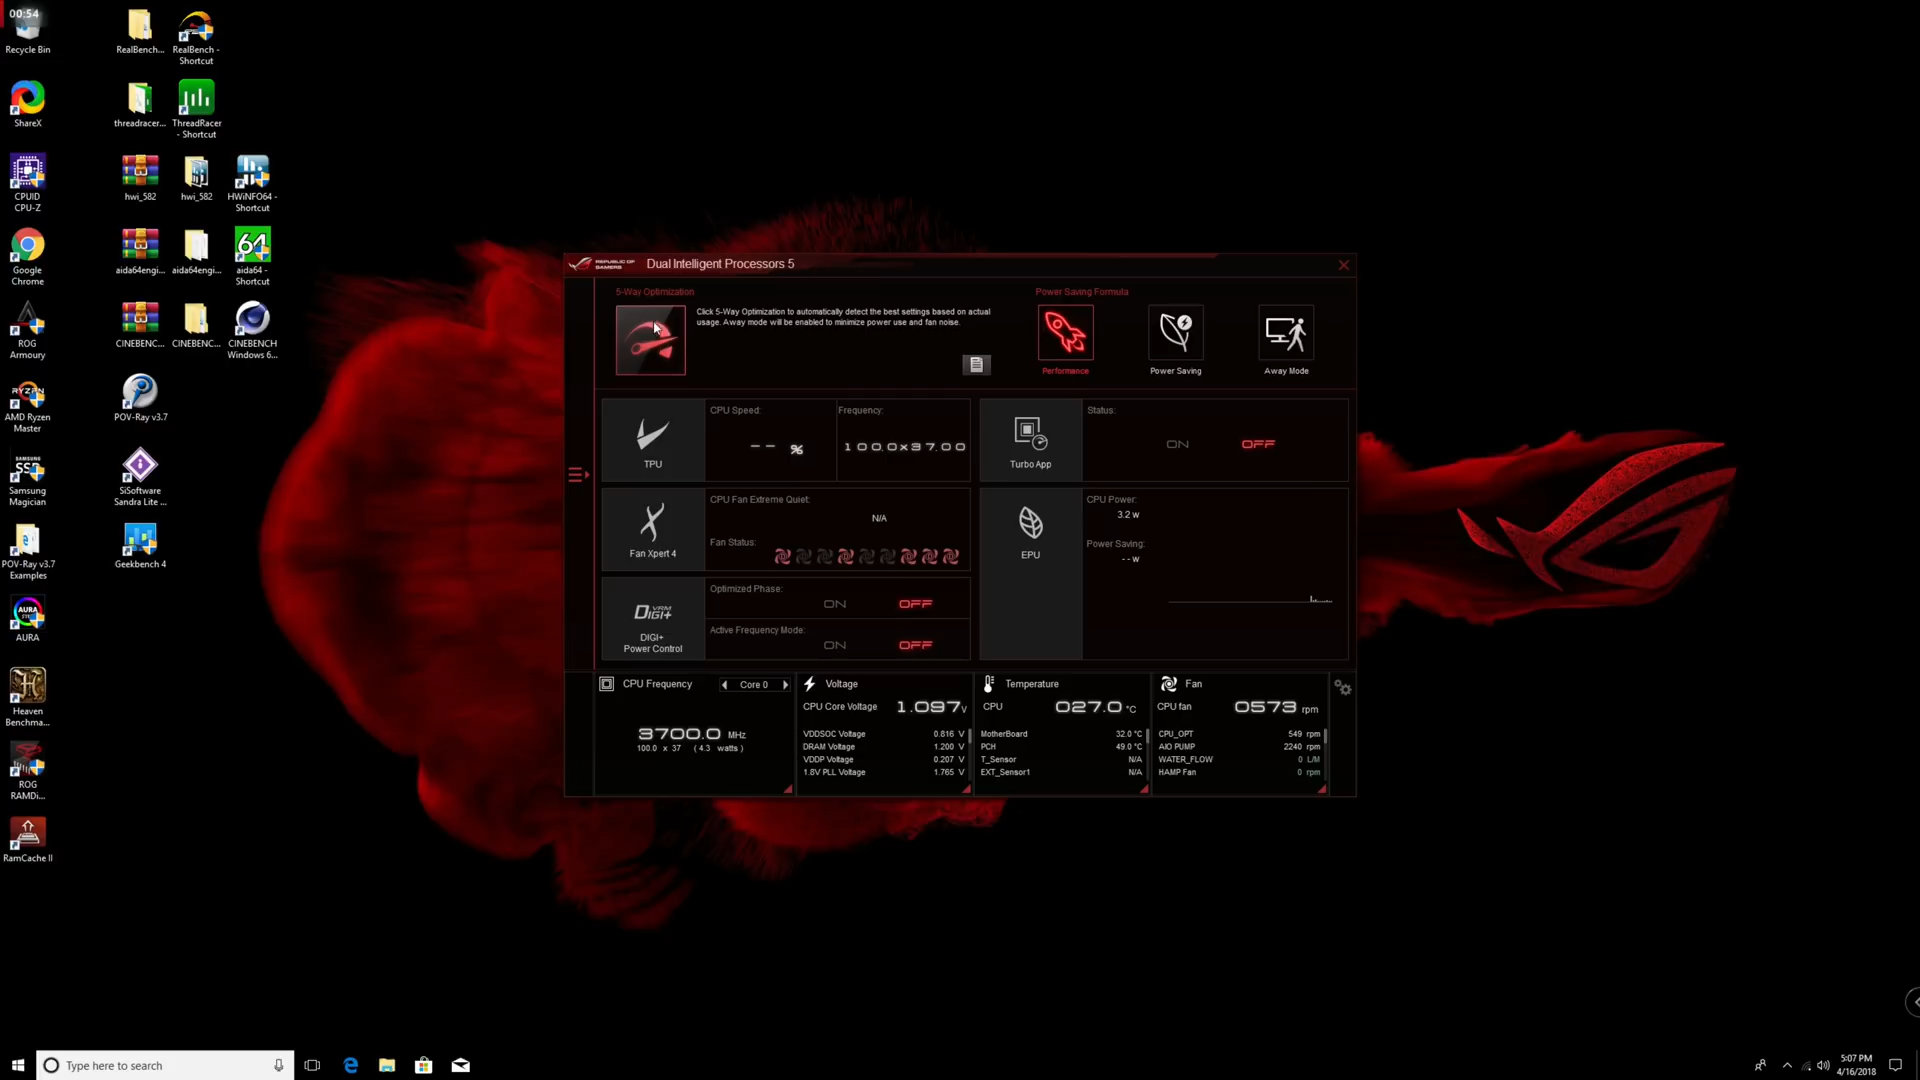 00:54
Recycle Bin
RealBench...
RealBench -
Shortcut
ShareX
threadracer...
ThreadRacer
- Shortcut
CPUID
CPU-Z
hwi_582
hwi_582
HWiNFO64 -
Shortcut
Google
Chrome
aida64engi...
aida64engi...
64
aida64 -
Shortcut
ROG
Armoury
CINEBENC...
CINEBENC...
CINEBENCH
Windows 6...
RYZEN
AMD Ryzen
Master
POV-Ray v3.7
SAMSUNG
SSD
Samsung
Magician
SiSoftware
Sandra Lite ...
POV-Ray v3.7
Examples
Geekbench 4
AURA
AURA
Heaven
Benchma...
ROG
RAMDi...
RamCache II
REPUBLIC OF
GAMERS
Dual Intelligent Processors 5
5-Way Optimization
Click 5-Way Optimization to automatically detect the best settings based on actual
usage. Away mode will be enabled to minimize power use and fan noise.
Power Saving Formula
Performance
Power Saving
Away Mode
TPU
CPU Speed:
-- %
Frequency:
100.0x37.00
Turbo App
Status:
ON OFF
Fan Xpert 4
CPU Fan Extreme Quiet:
N/A
Fan Status:
EPU
CPU Power:
3.2 w
Power Saving:
-- w
DIGI+ VRM
DIGI+
Power Control
Optimized Phase:
ON OFF
Active Frequency Mode:
ON OFF
CPU Frequency
Core 0
3700.0 MHz
100.0 x 37 ( 4.3 watts )
Voltage
CPU Core Voltage 1.097 V
VDDSOC Voltage 0.816 V
DRAM Voltage 1.200 V
VDDP Voltage 0.207 V
1.8V PLL Voltage 1.765 V
Temperature
CPU 027.0 °C
MotherBoard 32.0 °C
PCH 49.0 °C
T_Sensor N/A
EXT_Sensor1 N/A
Fan
CPU fan 0573 rpm
CPU_OPT 549 rpm
AIO PUMP 2240 rpm
WATER_FLOW 0 L/M
HAMP Fan 0 rpm
Type here to search
5:07 PM
4/16/2018